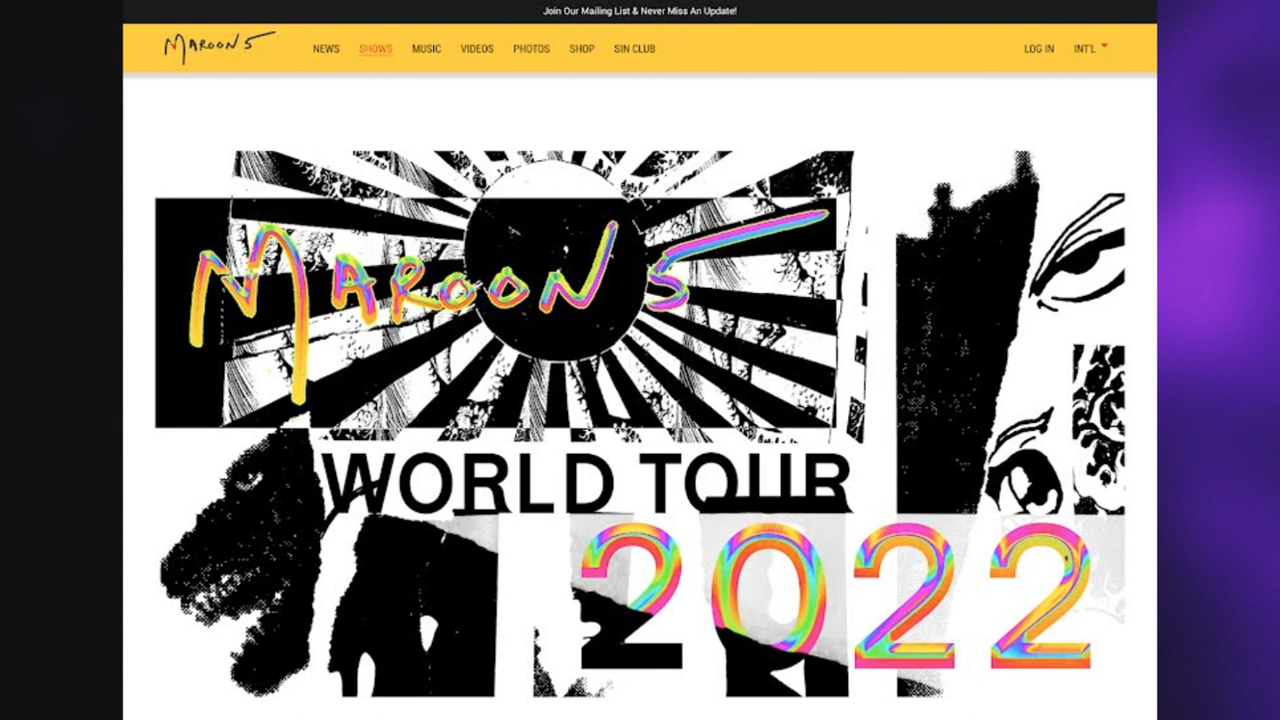 Join Our Mailing List & Never Miss An Update!
MAROON 5 NEWS SHOWS MUSIC VIDEOS PHOTOS SHOP SIN CLUB LOG IN INT'L
MAROON 5
WORLD TOUR
2022